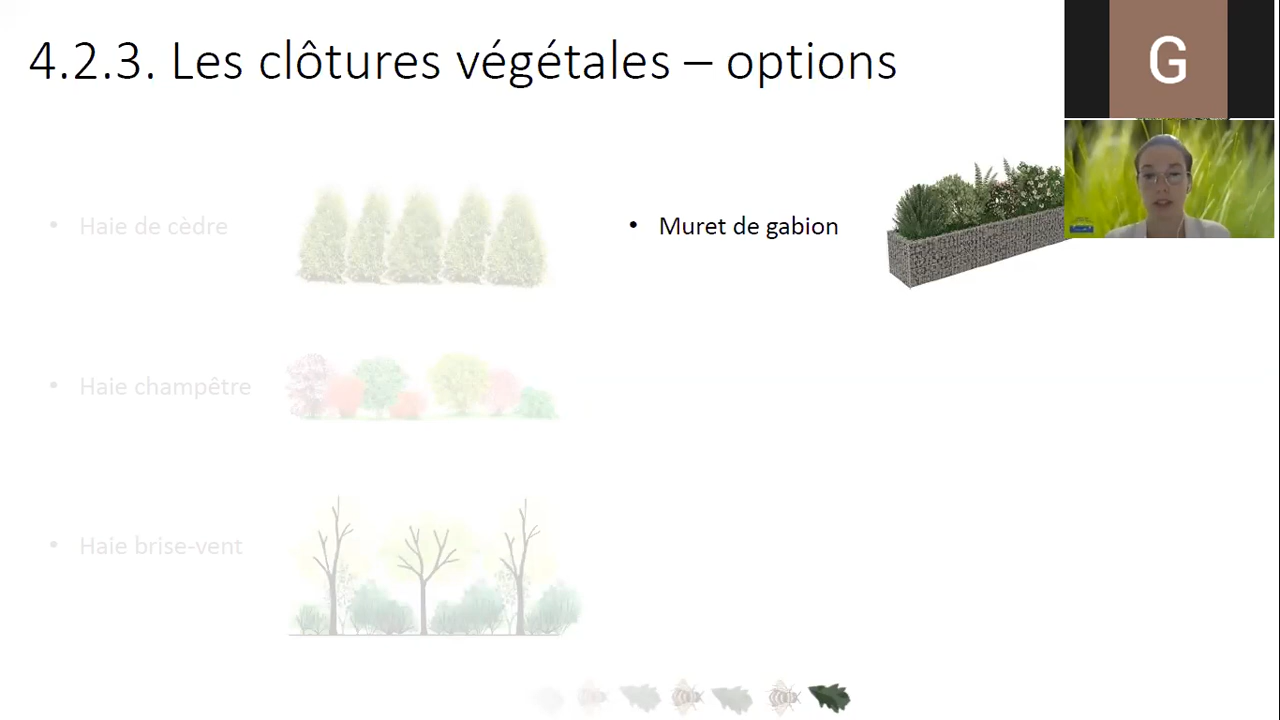 4.2.3. Les clôtures végétales – options
G
• Haie de cèdre
• Muret de gabion
• Haie champêtre
• Haie brise-vent